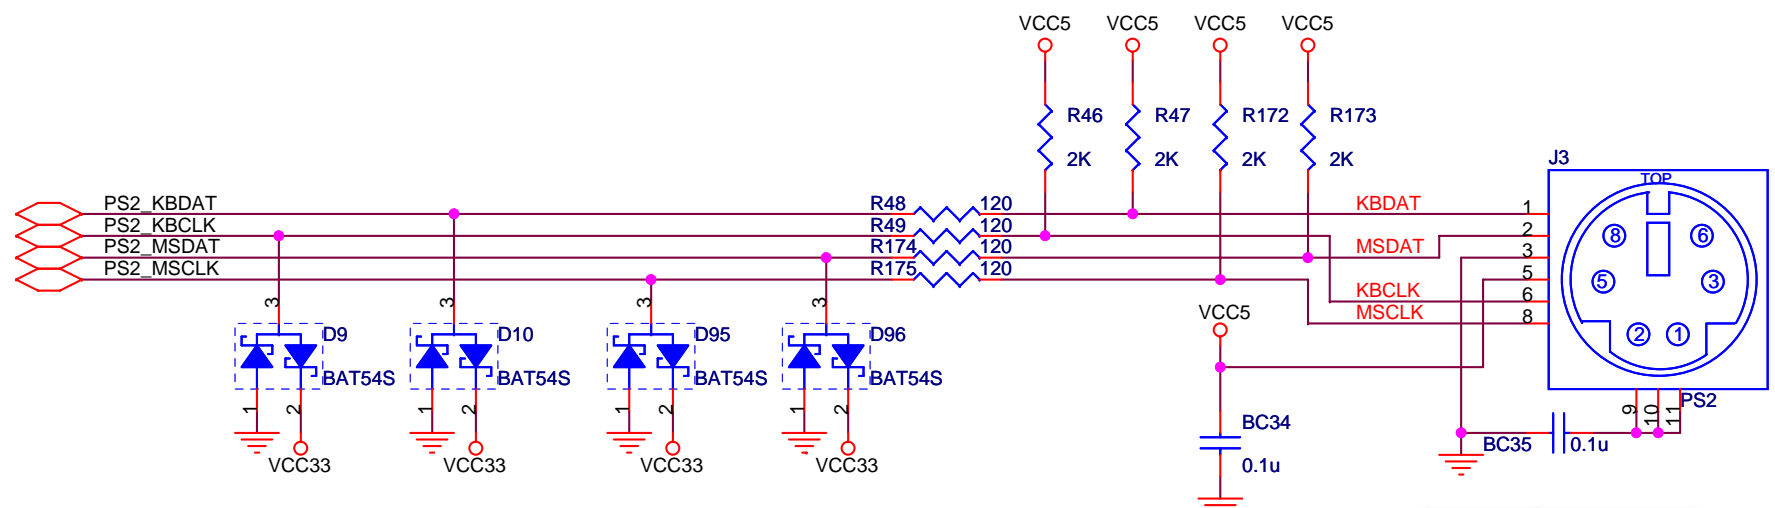 VCC5 VCC5 VCC5 VCC5
R46 R47 R172 R173
2K 2K 2K 2K
J3
TOP
PS2_KBDAT R48 120 KBDAT 1
PS2_KBCLK R49 120 2
PS2_MSDAT R174 120 MSDAT 3
PS2_MSCLK R175 120 5
KBCLK 6
MSCLK 8
8 6
5 3
2 1
3 3 3 3
VCC5
D9 D10 D95 D96
BAT54S BAT54S BAT54S BAT54S
1 2 1 2 1 2 1 2
VCC33 VCC33 VCC33 VCC33
BC34
0.1u
9 10 11 PS2
BC35 0.1u